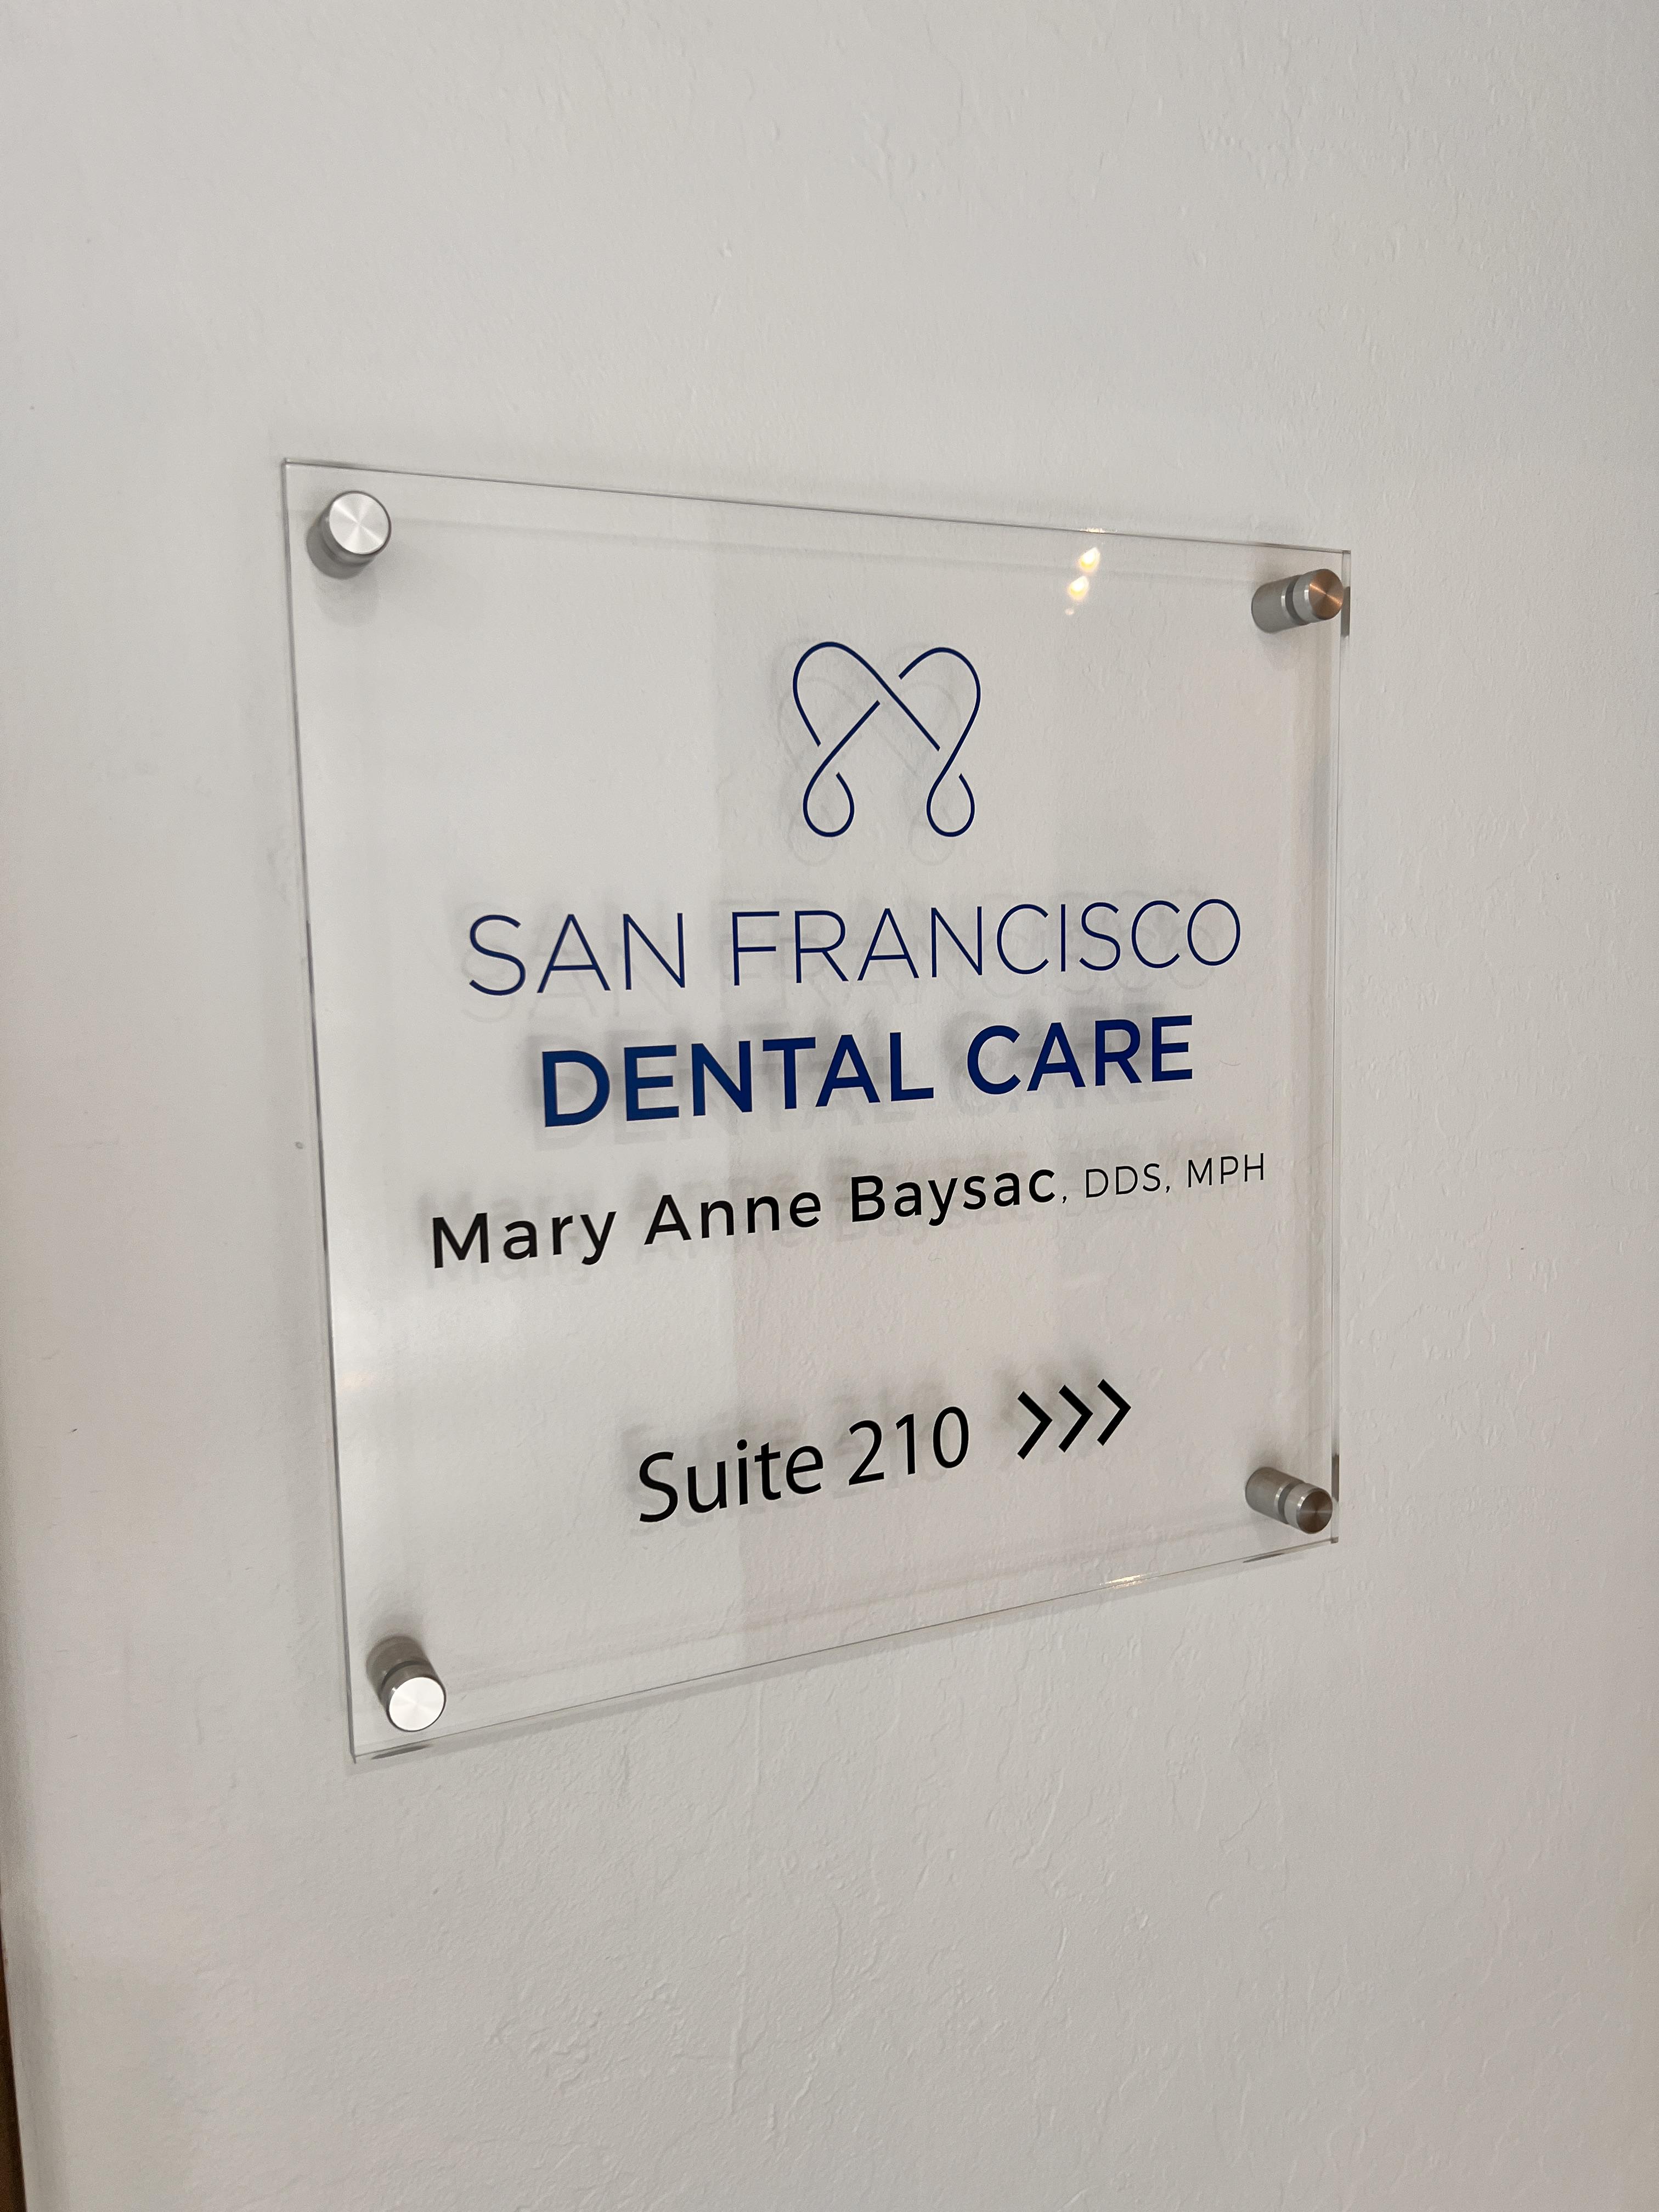 SAN FRANCISCO
DENTAL CARE
Mary Anne Baysac, DDS, MPH
Suite 210 >>>